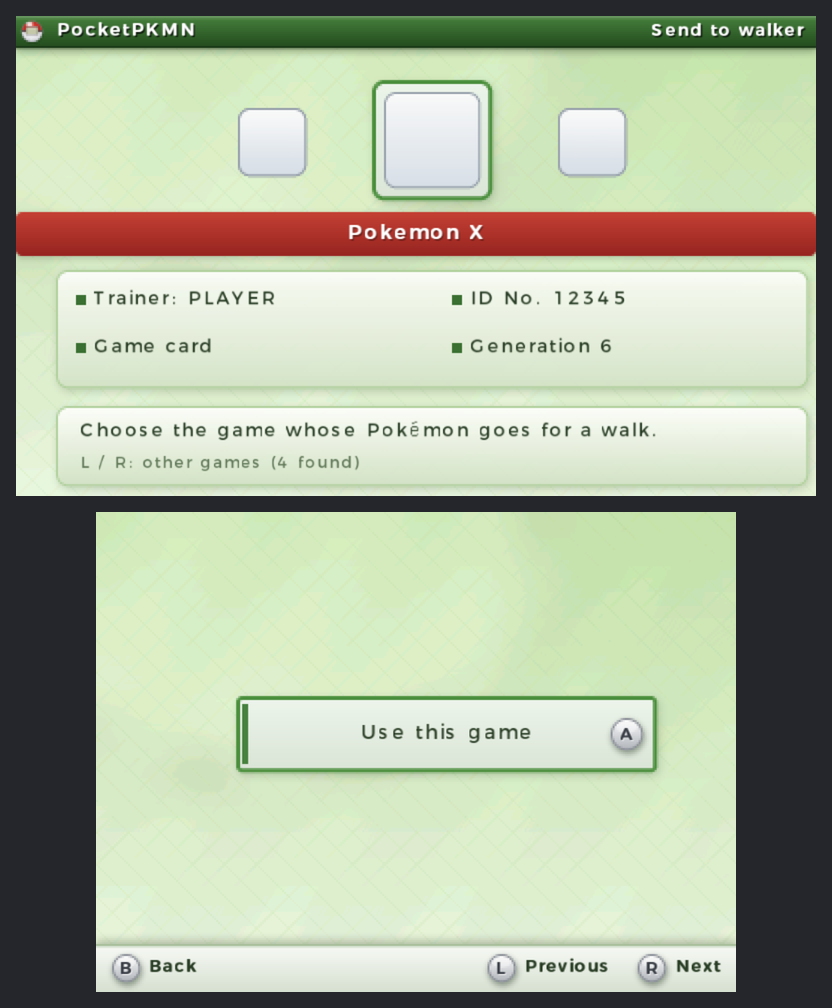 PocketPKMN Send to walker
Pokemon X
Trainer: PLAYER ID No. 12345
Game card Generation 6
Choose the game whose Pokémon goes for a walk.
L / R: other games (4 found)
Use this game A
B Back L Previous R Next